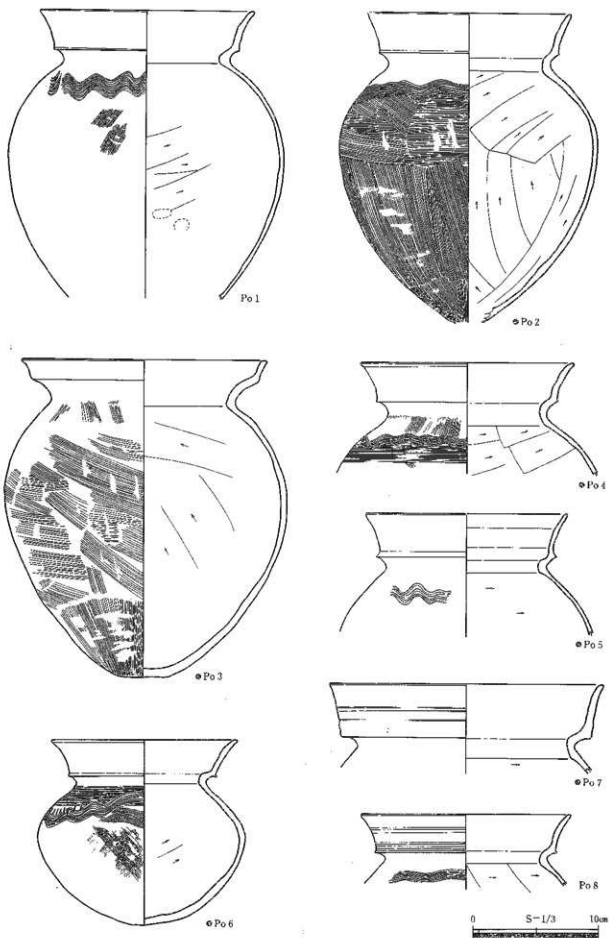 Po 1
●Po 2
●Po 3
●Po 4
●Po 5
●Po 6
●Po 7
Po 8
0 S=1/3 10cm